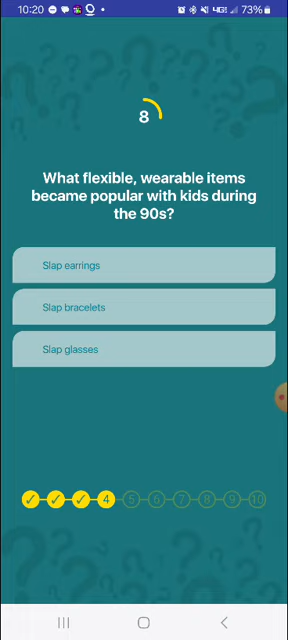 10:20
4G
73%
8
What flexible, wearable items
became popular with kids during
the 90s?
Slap earrings
Slap bracelets
Slap glasses
4 5 6 7 8 9 10